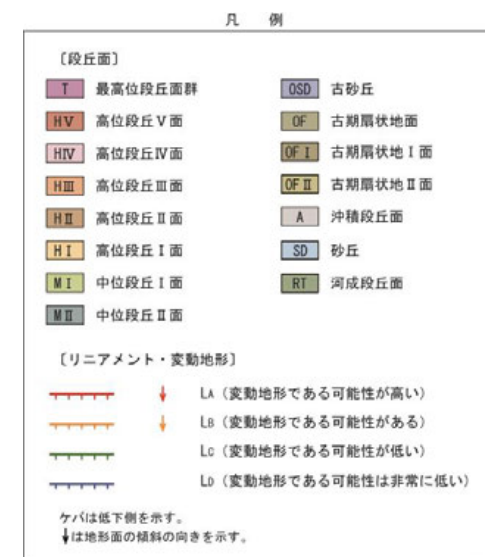 凡 例
〔段丘面〕
T 最高位段丘面群
HⅤ 高位段丘Ⅴ面
HⅣ 高位段丘Ⅳ面
HⅢ 高位段丘Ⅲ面
HⅡ 高位段丘Ⅱ面
HⅠ 高位段丘Ⅰ面
MⅠ 中位段丘Ⅰ面
MⅡ 中位段丘Ⅱ面
OSD 古砂丘
OF 古期扇状地面
OFⅠ 古期扇状地Ⅰ面
OFⅡ 古期扇状地Ⅱ面
A 沖積段丘面
SD 砂丘
RT 河成段丘面
〔リニアメント・変動地形〕
LA（変動地形である可能性が高い）
LB（変動地形である可能性がある）
LC（変動地形である可能性が低い）
LD（変動地形である可能性は非常に低い）
ケバは低下側を示す。
↓は地形面の傾斜の向きを示す。